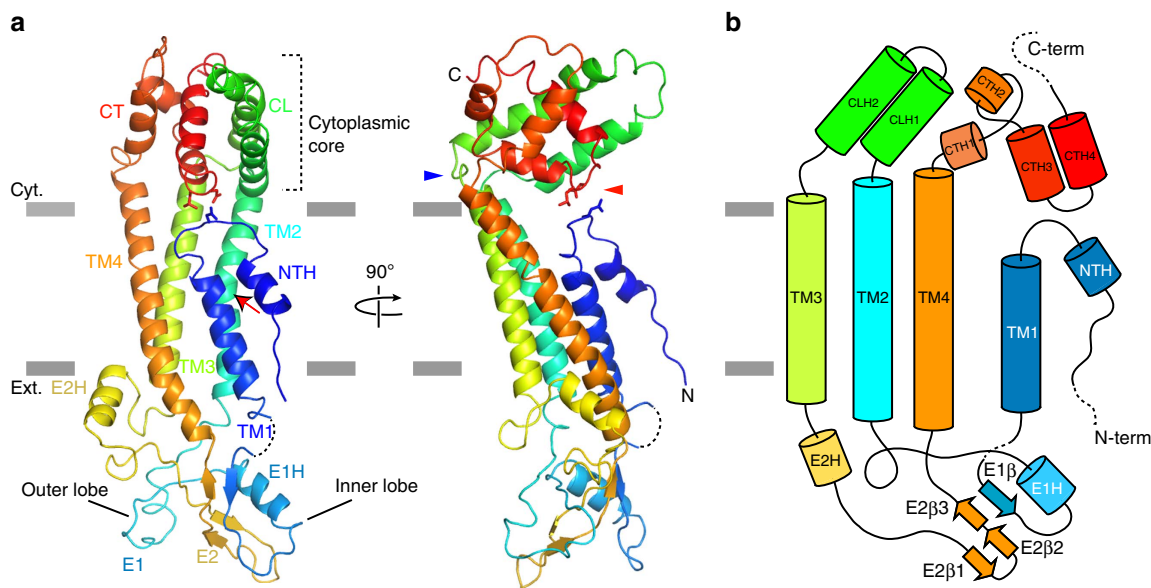 a
CT
CL
Cytoplasmic
core
Cyt.
TM4
TM2
NTH
TM3
Ext.
E2H
TM1
E1H
Outer lobe
Inner lobe
E1
E2
90°
C
N
b
C-term
CLH2
CLH1
CTH2
CTH1
CTH3
CTH4
TM3
TM2
TM4
TM1
NTH
N-term
E2H
E1β
E1H
E2β3
E2β2
E2β1